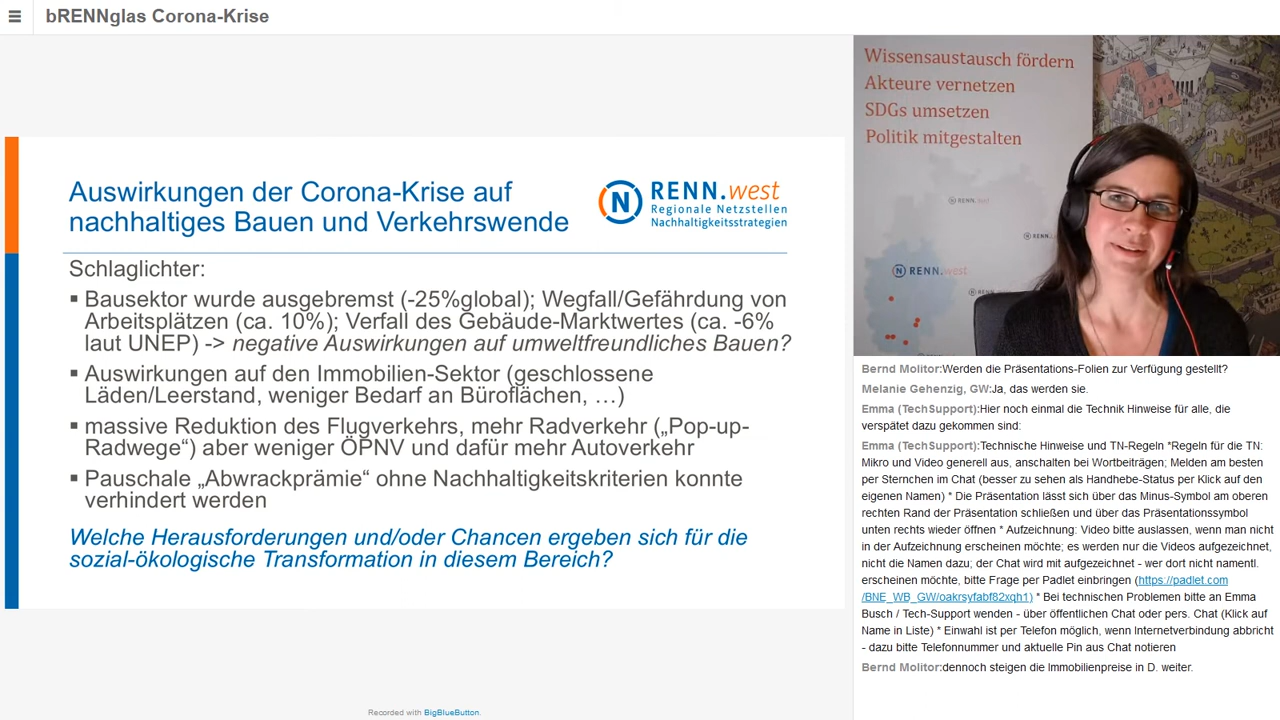 bRENNglas Corona-Krise
Auswirkungen der Corona-Krise auf
nachhaltiges Bauen und Verkehrswende
N RENN.west
Regionale Netzstellen
Nachhaltigkeitsstrategien
Schlaglichter:
▪ Bausektor wurde ausgebremst (-25%global); Wegfall/Gefährdung von
Arbeitsplätzen (ca. 10%); Verfall des Gebäude-Marktwertes (ca. -6%
laut UNEP) -> negative Auswirkungen auf umweltfreundliches Bauen?
▪ Auswirkungen auf den Immobilien-Sektor (geschlossene
Läden/Leerstand, weniger Bedarf an Büroflächen, …)
▪ massive Reduktion des Flugverkehrs, mehr Radverkehr („Pop-up-
Radwege“) aber weniger ÖPNV und dafür mehr Autoverkehr
▪ Pauschale „Abwrackprämie“ ohne Nachhaltigkeitskriterien konnte
verhindert werden
Welche Herausforderungen und/oder Chancen ergeben sich für die
sozial-ökologische Transformation in diesem Bereich?
Recorded with BigBlueButton.
Wissensaustausch fördern
Akteure vernetzen
SDGs umsetzen
Politik mitgestalten
RENN.west
N RENN.west
Bernd Molitor:Werden die Präsentations-Folien zur Verfügung gestellt?
Melanie Gehenzig, GW:Ja, das werden sie.
Emma (TechSupport):Hier noch einmal die Technik Hinweise für alle, die
verspätet dazu gekommen sind:
Emma (TechSupport):Technische Hinweise und TN-Regeln *Regeln für die TN:
Mikro und Video generell aus, anschalten bei Wortbeiträgen; Melden am besten
per Sternchen im Chat (besser zu sehen als Handhebe-Status per Klick auf den
eigenen Namen) * Die Präsentation lässt sich über das Minus-Symbol am oberen
rechten Rand der Präsentation schließen und über das Präsentationssymbol
unten rechts wieder öffnen * Aufzeichnung: Video bitte auslassen, wenn man nicht
in der Aufzeichnung erscheinen möchte; es werden nur die Videos aufgezeichnet,
nicht die Namen dazu; der Chat wird mit aufgezeichnet - wer dort nicht namentl.
erscheinen möchte, bitte Frage per Padlet einbringen (https://padlet.com
/BNE_WB_GW/oakrsyfabf82xqh1) * Bei technischen Problemen bitte an Emma
Busch / Tech-Support wenden - über öffentlichen Chat oder pers. Chat (Klick auf
Name in Liste) * Einwahl ist per Telefon möglich, wenn Internetverbindung abbricht
- dazu bitte Telefonnummer und aktuelle Pin aus Chat notieren
Bernd Molitor:dennoch steigen die Immobilienpreise in D. weiter.